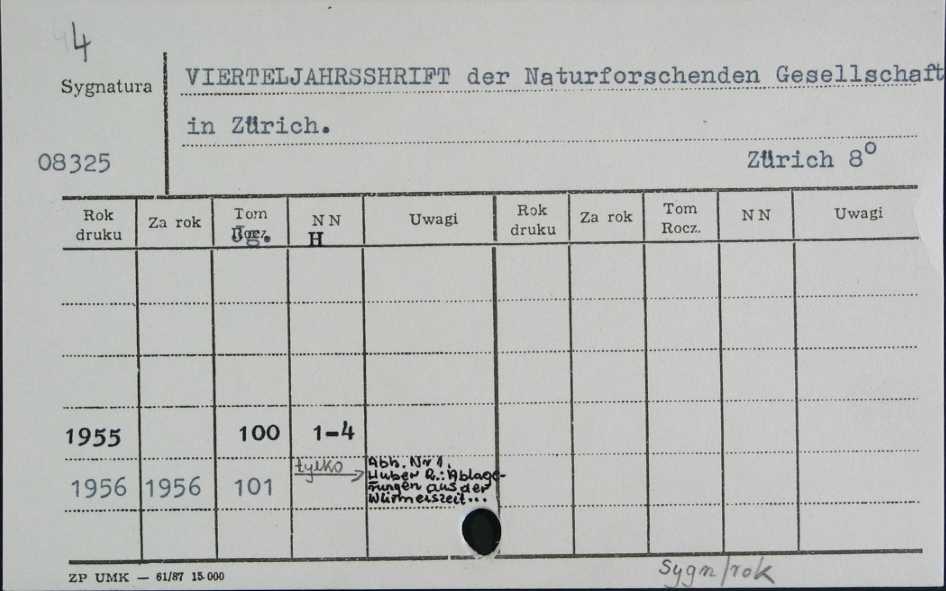 4
Sygnatura
VIERTELJAHRSSHRIFT der Naturforschenden Gesellschaft
in Zürich.
08325
Zürich 8°
Rok druku Za rok Tom Jg. NN H Uwagi Rok druku Za rok Tom Rocz. NN Uwagi
1955 100 1-4
1956 1956 101 tylko
Abh. Nr 1.
Huber R.: Ablage-
rungen aus der
Würmeiszeit...
ZP UMK — 61/87 15·000
Sygn/rok